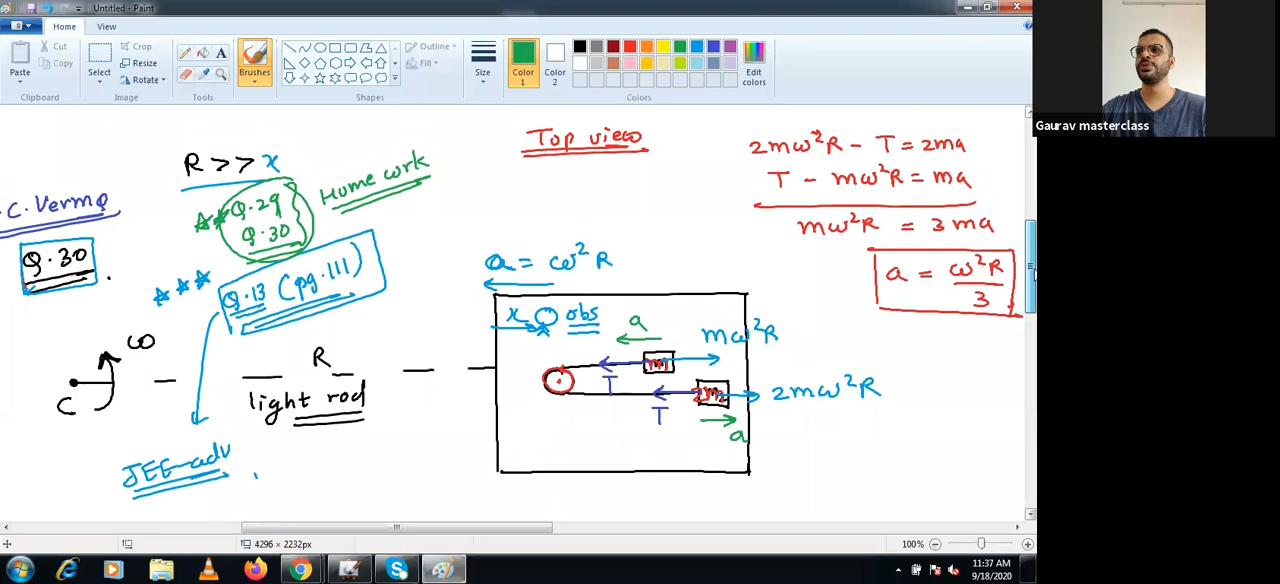 Untitled - Paint
Home
View
Paste
Cut
Copy
Clipboard
Select
Crop
Resize
Rotate
Image
Tools
Brushes
Outline
Fill
Shapes
Size
Color 1
Color 2
Edit colors
Colors
Gaurav masterclass
Top view
R >> x
C. Verma
Q.30
Q.29
Q.30
Home work
Q.13 (pg.111)
JEE-adv
2mω²R - T = 2ma
T - mω²R = ma
mω²R = 3ma
a = ω²R/3
a = ω²R
x
obs
a
mω²R
m
T
2m
2mω²R
T
a
ω
C
R
light rod
4296 × 2232px
100%
11:37 AM
9/18/2020